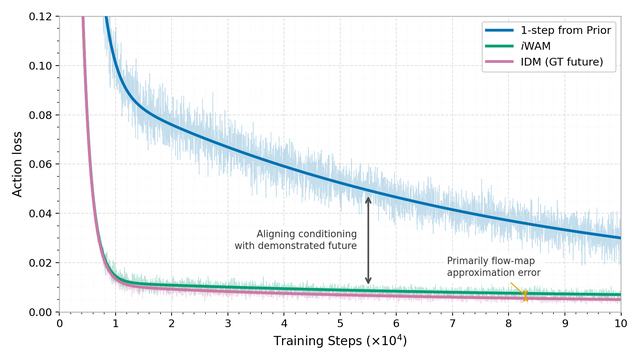 0.12
0.10
0.08
0.06
0.04
0.02
0.00
Action loss
1-step from Prior
iWAM
IDM (GT future)
Aligning conditioning
with demonstrated future
Primarily flow-map
approximation error
0 1 2 3 4 5 6 7 8 9 10
Training Steps (×10⁴)